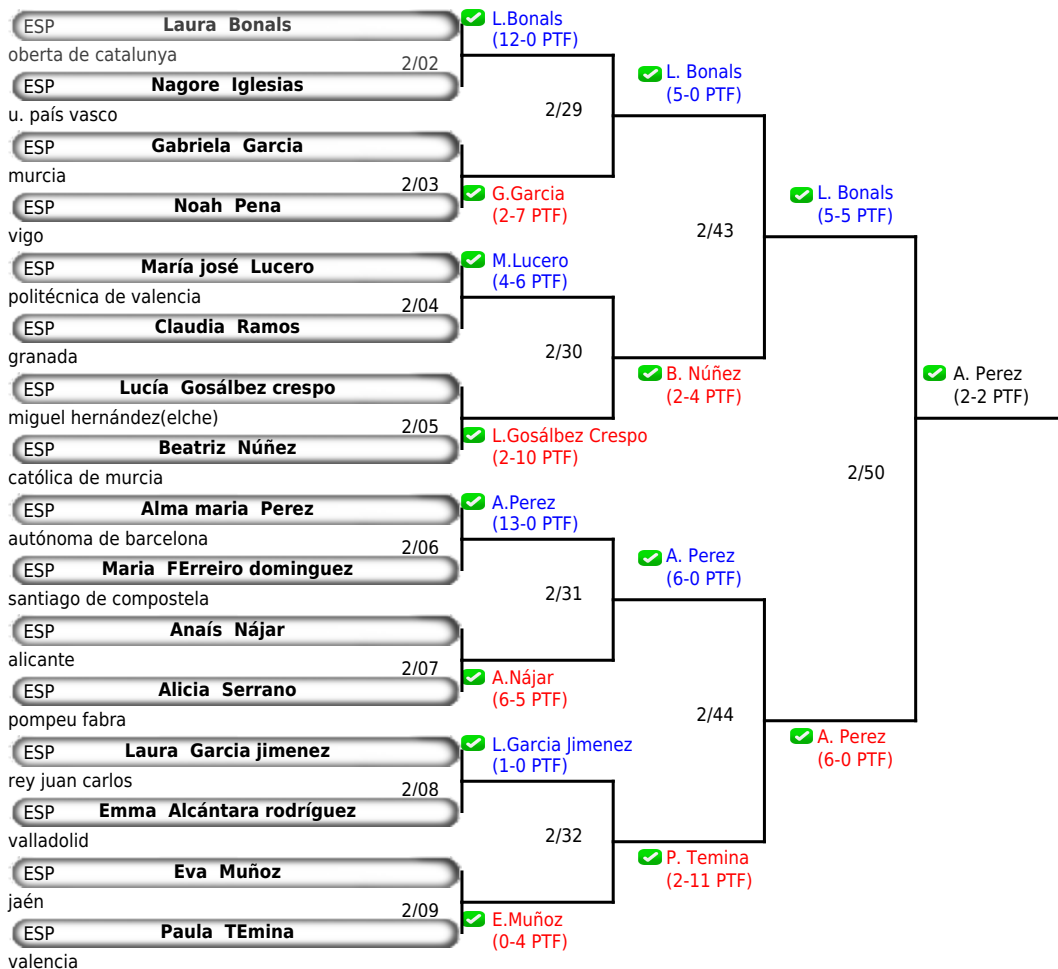 ESP Laura Bonals
oberta de catalunya
2/02
ESP Nagore Iglesias
u. país vasco
ESP Gabriela Garcia
murcia
2/03
ESP Noah Pena
vigo
ESP María josé Lucero
politécnica de valencia
2/04
ESP Claudia Ramos
granada
ESP Lucía Gosálbez crespo
miguel hernández(elche)
2/05
ESP Beatriz Núñez
católica de murcia
ESP Alma maria Perez
autónoma de barcelona
2/06
ESP Maria FErreiro dominguez
santiago de compostela
ESP Anaís Nájar
alicante
2/07
ESP Alicia Serrano
pompeu fabra
ESP Laura Garcia jimenez
rey juan carlos
2/08
ESP Emma Alcántara rodríguez
valladolid
ESP Eva Muñoz
jaén
2/09
ESP Paula TEmina
valencia
L.Bonals
(12-0 PTF)
2/29
G.Garcia
(2-7 PTF)
M.Lucero
(4-6 PTF)
2/30
L.Gosálbez Crespo
(2-10 PTF)
A.Perez
(13-0 PTF)
2/31
A.Nájar
(6-5 PTF)
L.Garcia Jimenez
(1-0 PTF)
2/32
E.Muñoz
(0-4 PTF)
L. Bonals
(5-0 PTF)
2/43
B. Núñez
(2-4 PTF)
A. Perez
(6-0 PTF)
2/44
P. Temina
(2-11 PTF)
L. Bonals
(5-5 PTF)
2/50
A. Perez
(6-0 PTF)
A. Perez
(2-2 PTF)